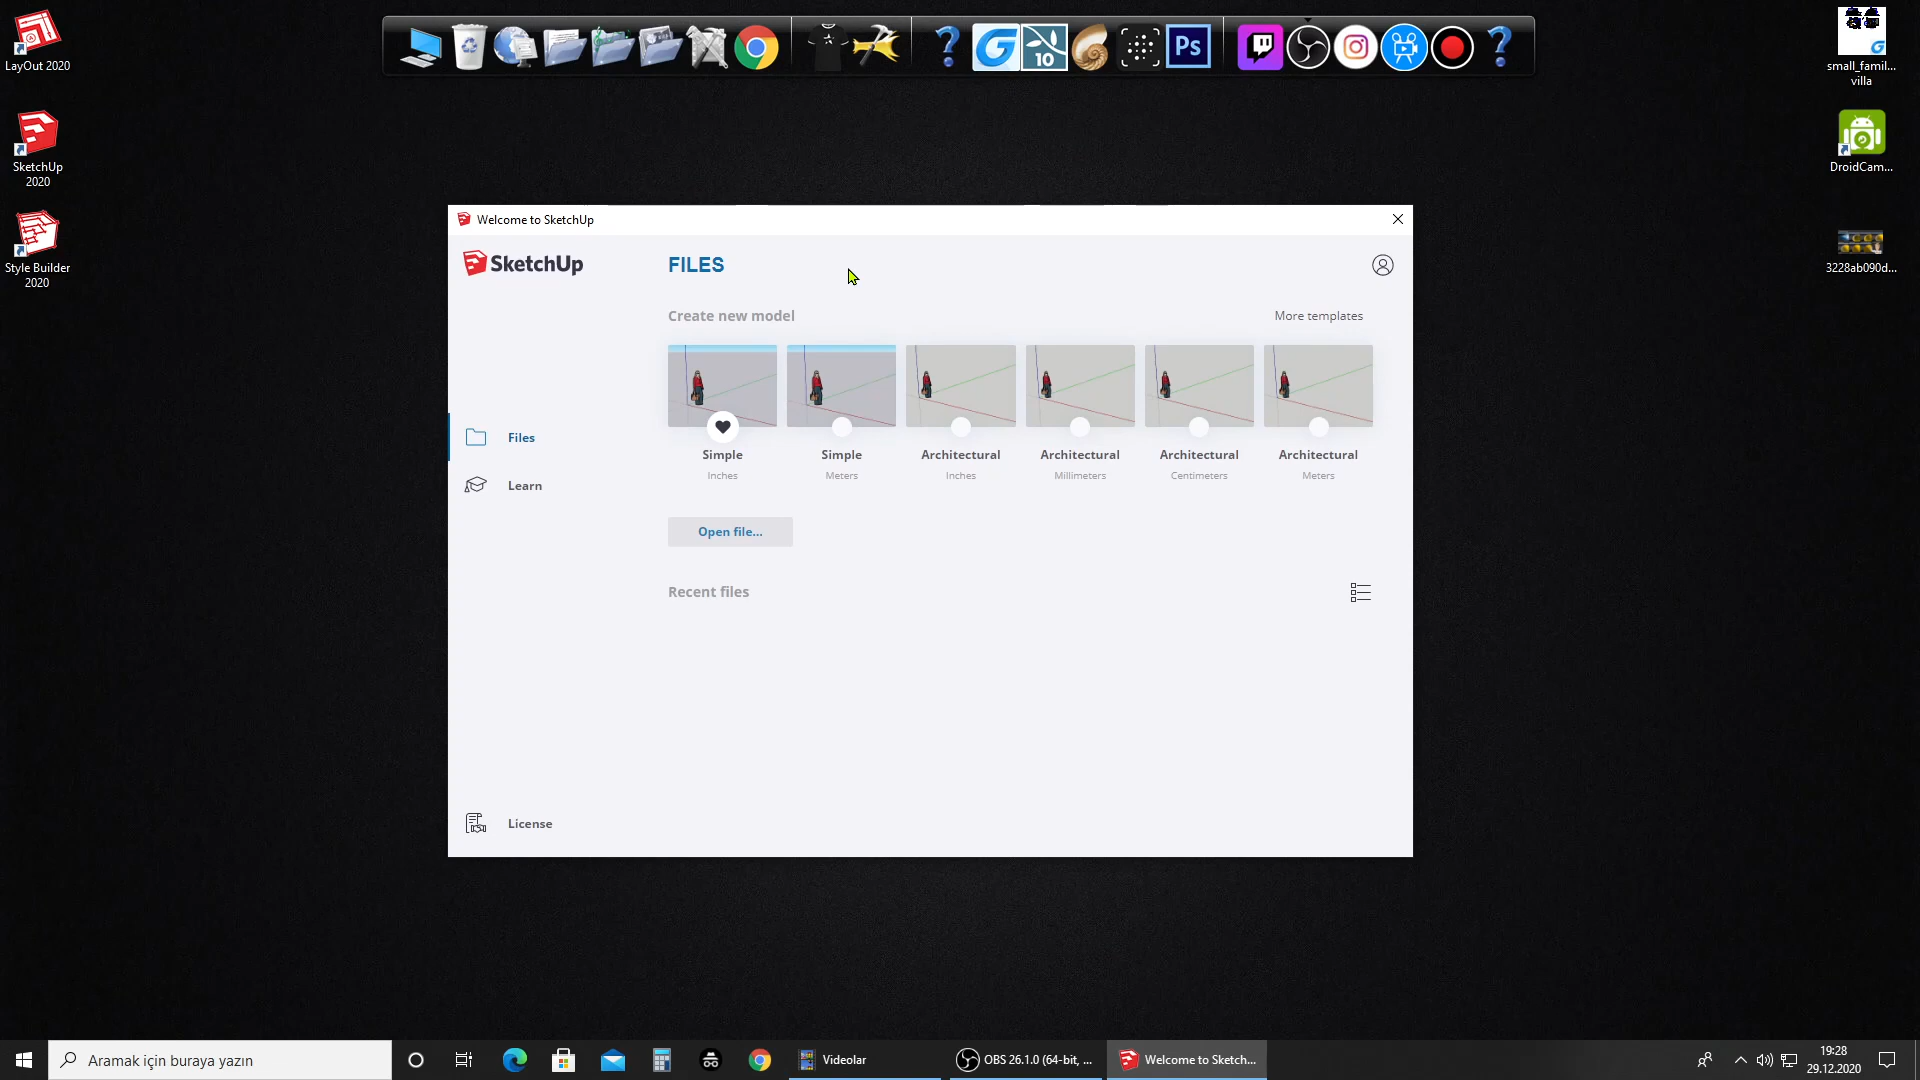 LayOut 2020
SketchUp
2020
Style Builder
2020
10
Ps
small_famil...
villa
DroidCam...
3228ab090d...
Welcome to SketchUp
SketchUp
FILES
Create new model
More templates
Simple
Inches
Simple
Meters
Architectural
Inches
Architectural
Millimeters
Architectural
Centimeters
Architectural
Meters
Files
Learn
Open file...
Recent files
License
Aramak için buraya yazın
Videolar
OBS 26.1.0 (64-bit, ...
Welcome to Sketch...
19:28
29.12.2020